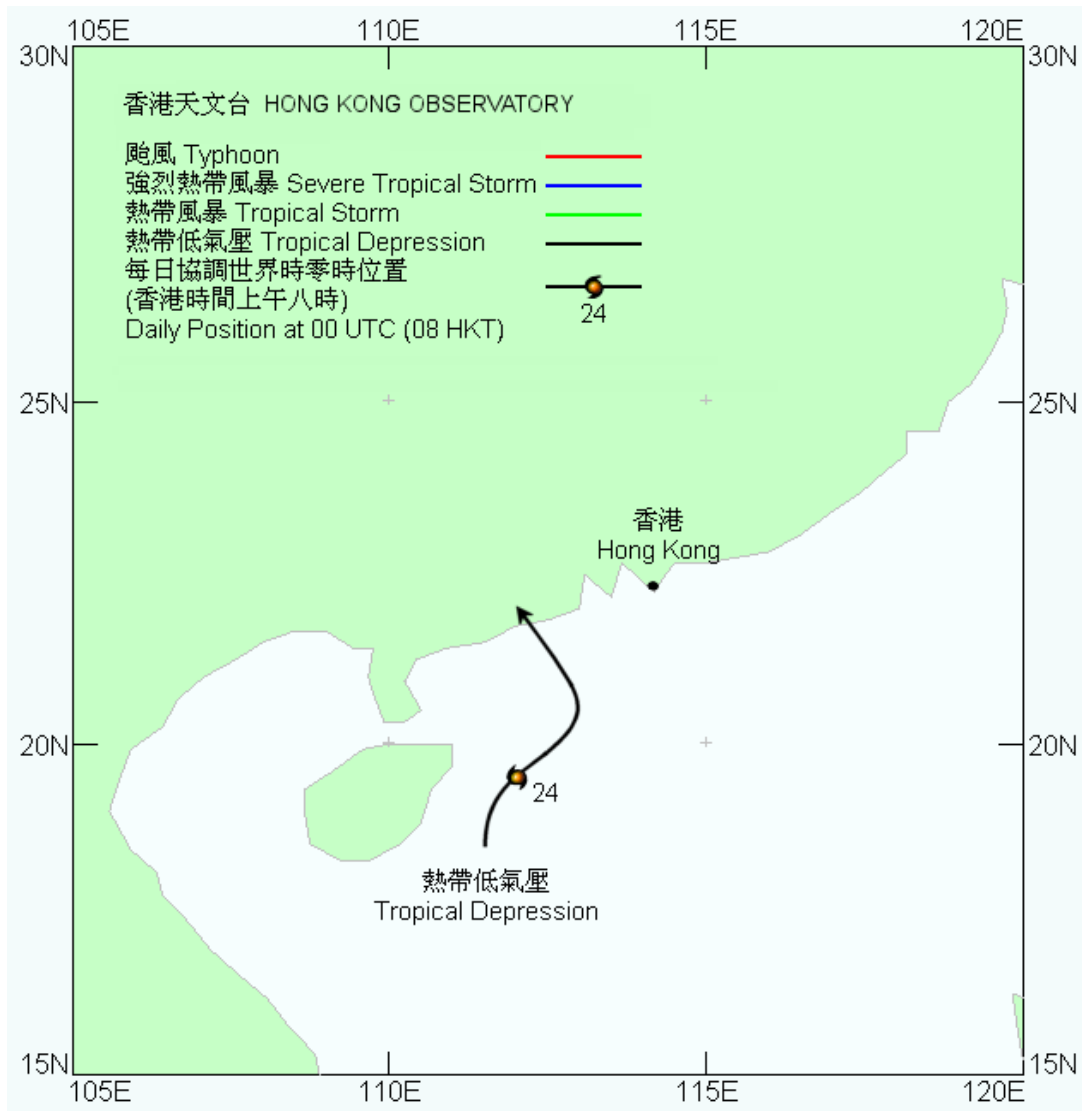 105E 110E 115E 120E
30N 30N
香港天文台 HONG KONG OBSERVATORY
颱風 Typhoon
強烈熱帶風暴 Severe Tropical Storm
熱帶風暴 Tropical Storm
熱帶低氣壓 Tropical Depression
每日協調世界時零時位置
(香港時間上午八時)
24
Daily Position at 00 UTC (08 HKT)
25N 25N
香港
Hong Kong
20N 20N
24
熱帶低氣壓
Tropical Depression
15N 15N
105E 110E 115E 120E